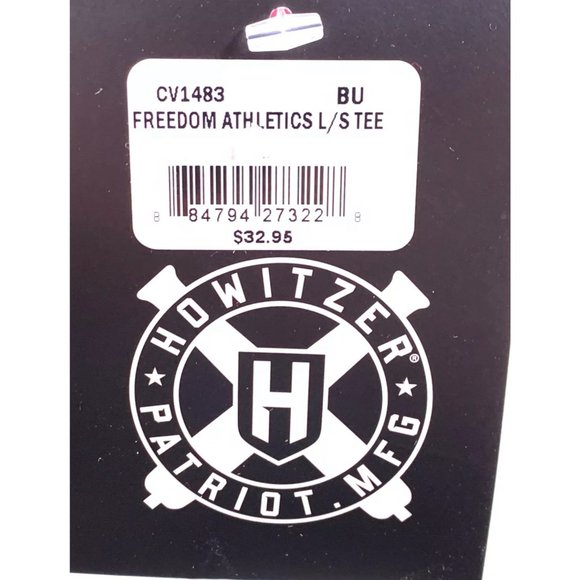 CV1483 BU
FREEDOM ATHLETICS L/S TEE
8 84794 27322 8
$32.95
HOWITZER®
H
★ PATRIOT.MFG ★